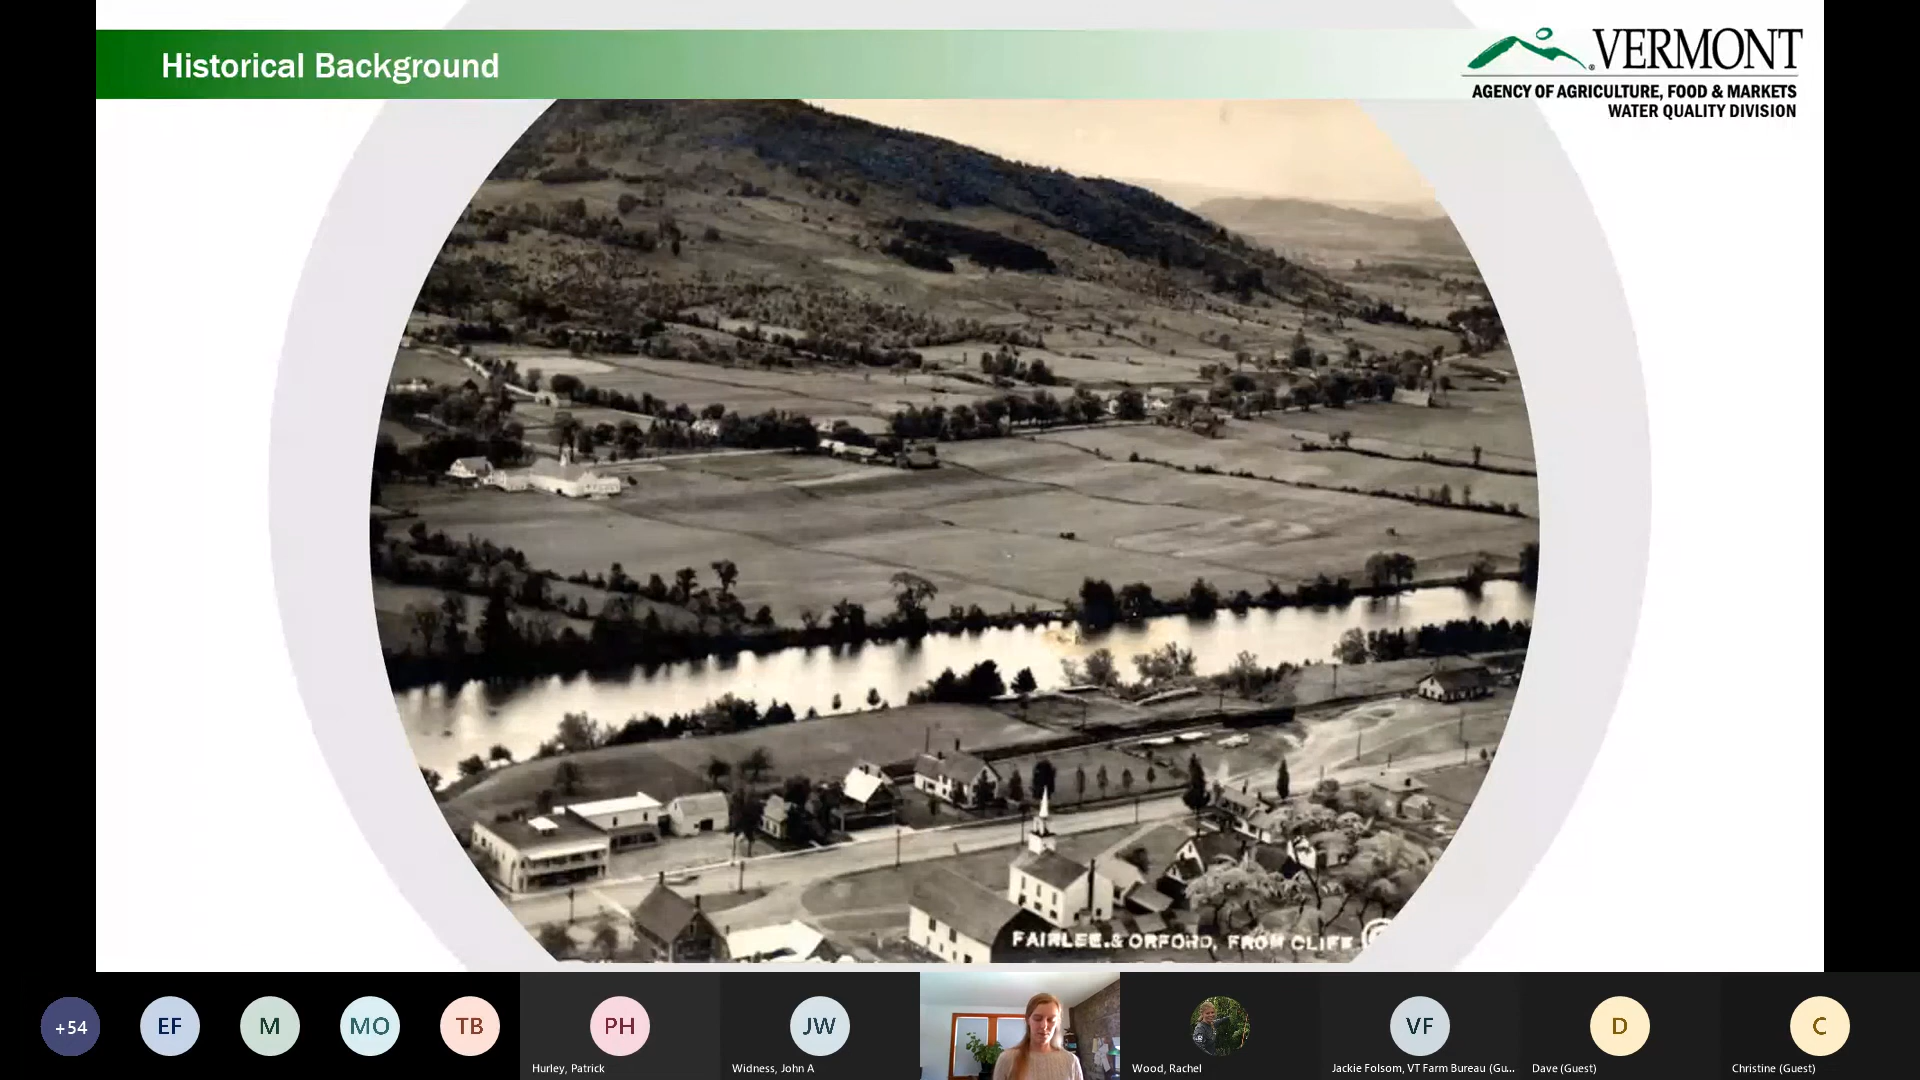 Historical Background
VERMONT
AGENCY OF AGRICULTURE, FOOD & MARKETS
WATER QUALITY DIVISION
FAIRLEE & ORFORD, FROM CLIFF
+54
EF
M
MO
TB
PH
JW
VF
D
C
Hurley, Patrick
Widness, John A
Wood, Rachel
Jackie Folsom, VT Farm Bureau (Gu...
Dave (Guest)
Christine (Guest)